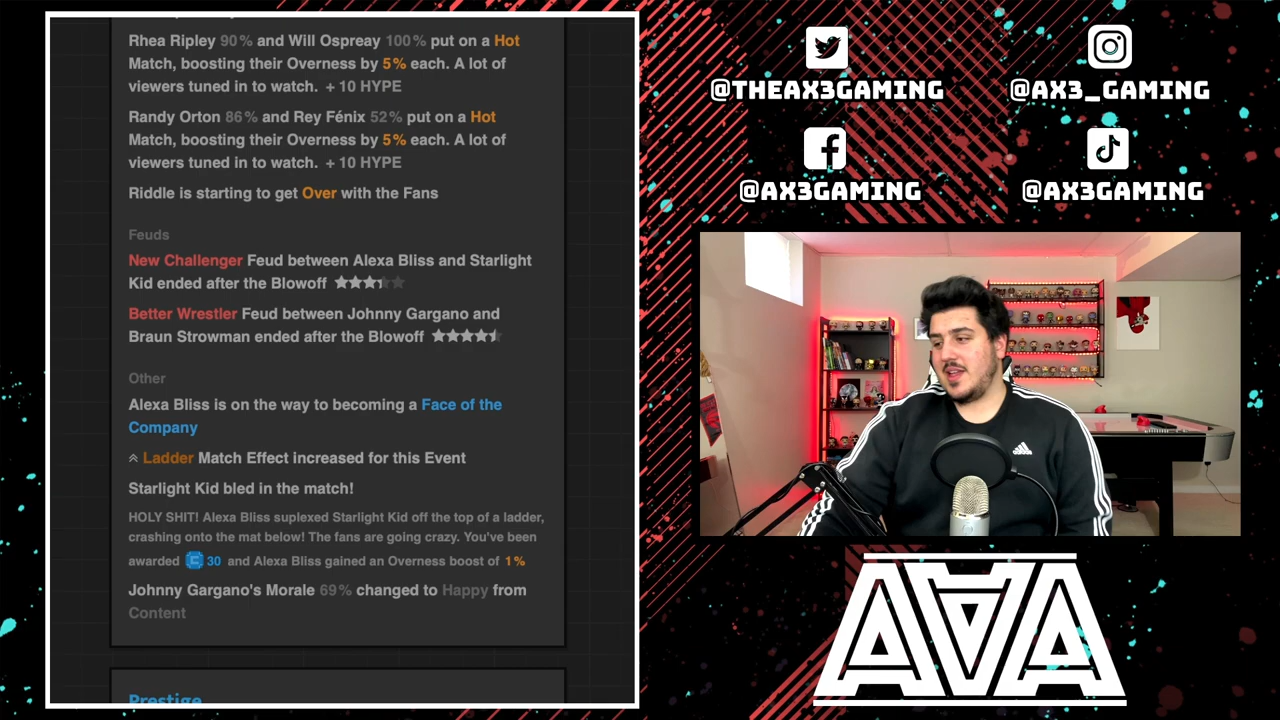 Rhea Ripley 90% and Will Ospreay 100% put on a Hot
Match, boosting their Overness by 5% each. A lot of
viewers tuned in to watch. + 10 HYPE
Randy Orton 86% and Rey Fénix 52% put on a Hot
Match, boosting their Overness by 5% each. A lot of
viewers tuned in to watch. + 10 HYPE
Riddle is starting to get Over with the Fans
Feuds
New Challenger Feud between Alexa Bliss and Starlight
Kid ended after the Blowoff
Better Wrestler Feud between Johnny Gargano and
Braun Strowman ended after the Blowoff
Other
Alexa Bliss is on the way to becoming a Face of the
Company
Ladder Match Effect increased for this Event
Starlight Kid bled in the match!
HOLY SHIT! Alexa Bliss suplexed Starlight Kid off the top of a ladder,
crashing onto the mat below! The fans are going crazy. You've been
awarded C 30 and Alexa Bliss gained an Overness boost of 1%
Johnny Gargano's Morale 69% changed to Happy from
Content
Prestige
@THEAX3GAMING
@AX3_GAMING
@AX3GAMING
@AX3GAMING
adidas